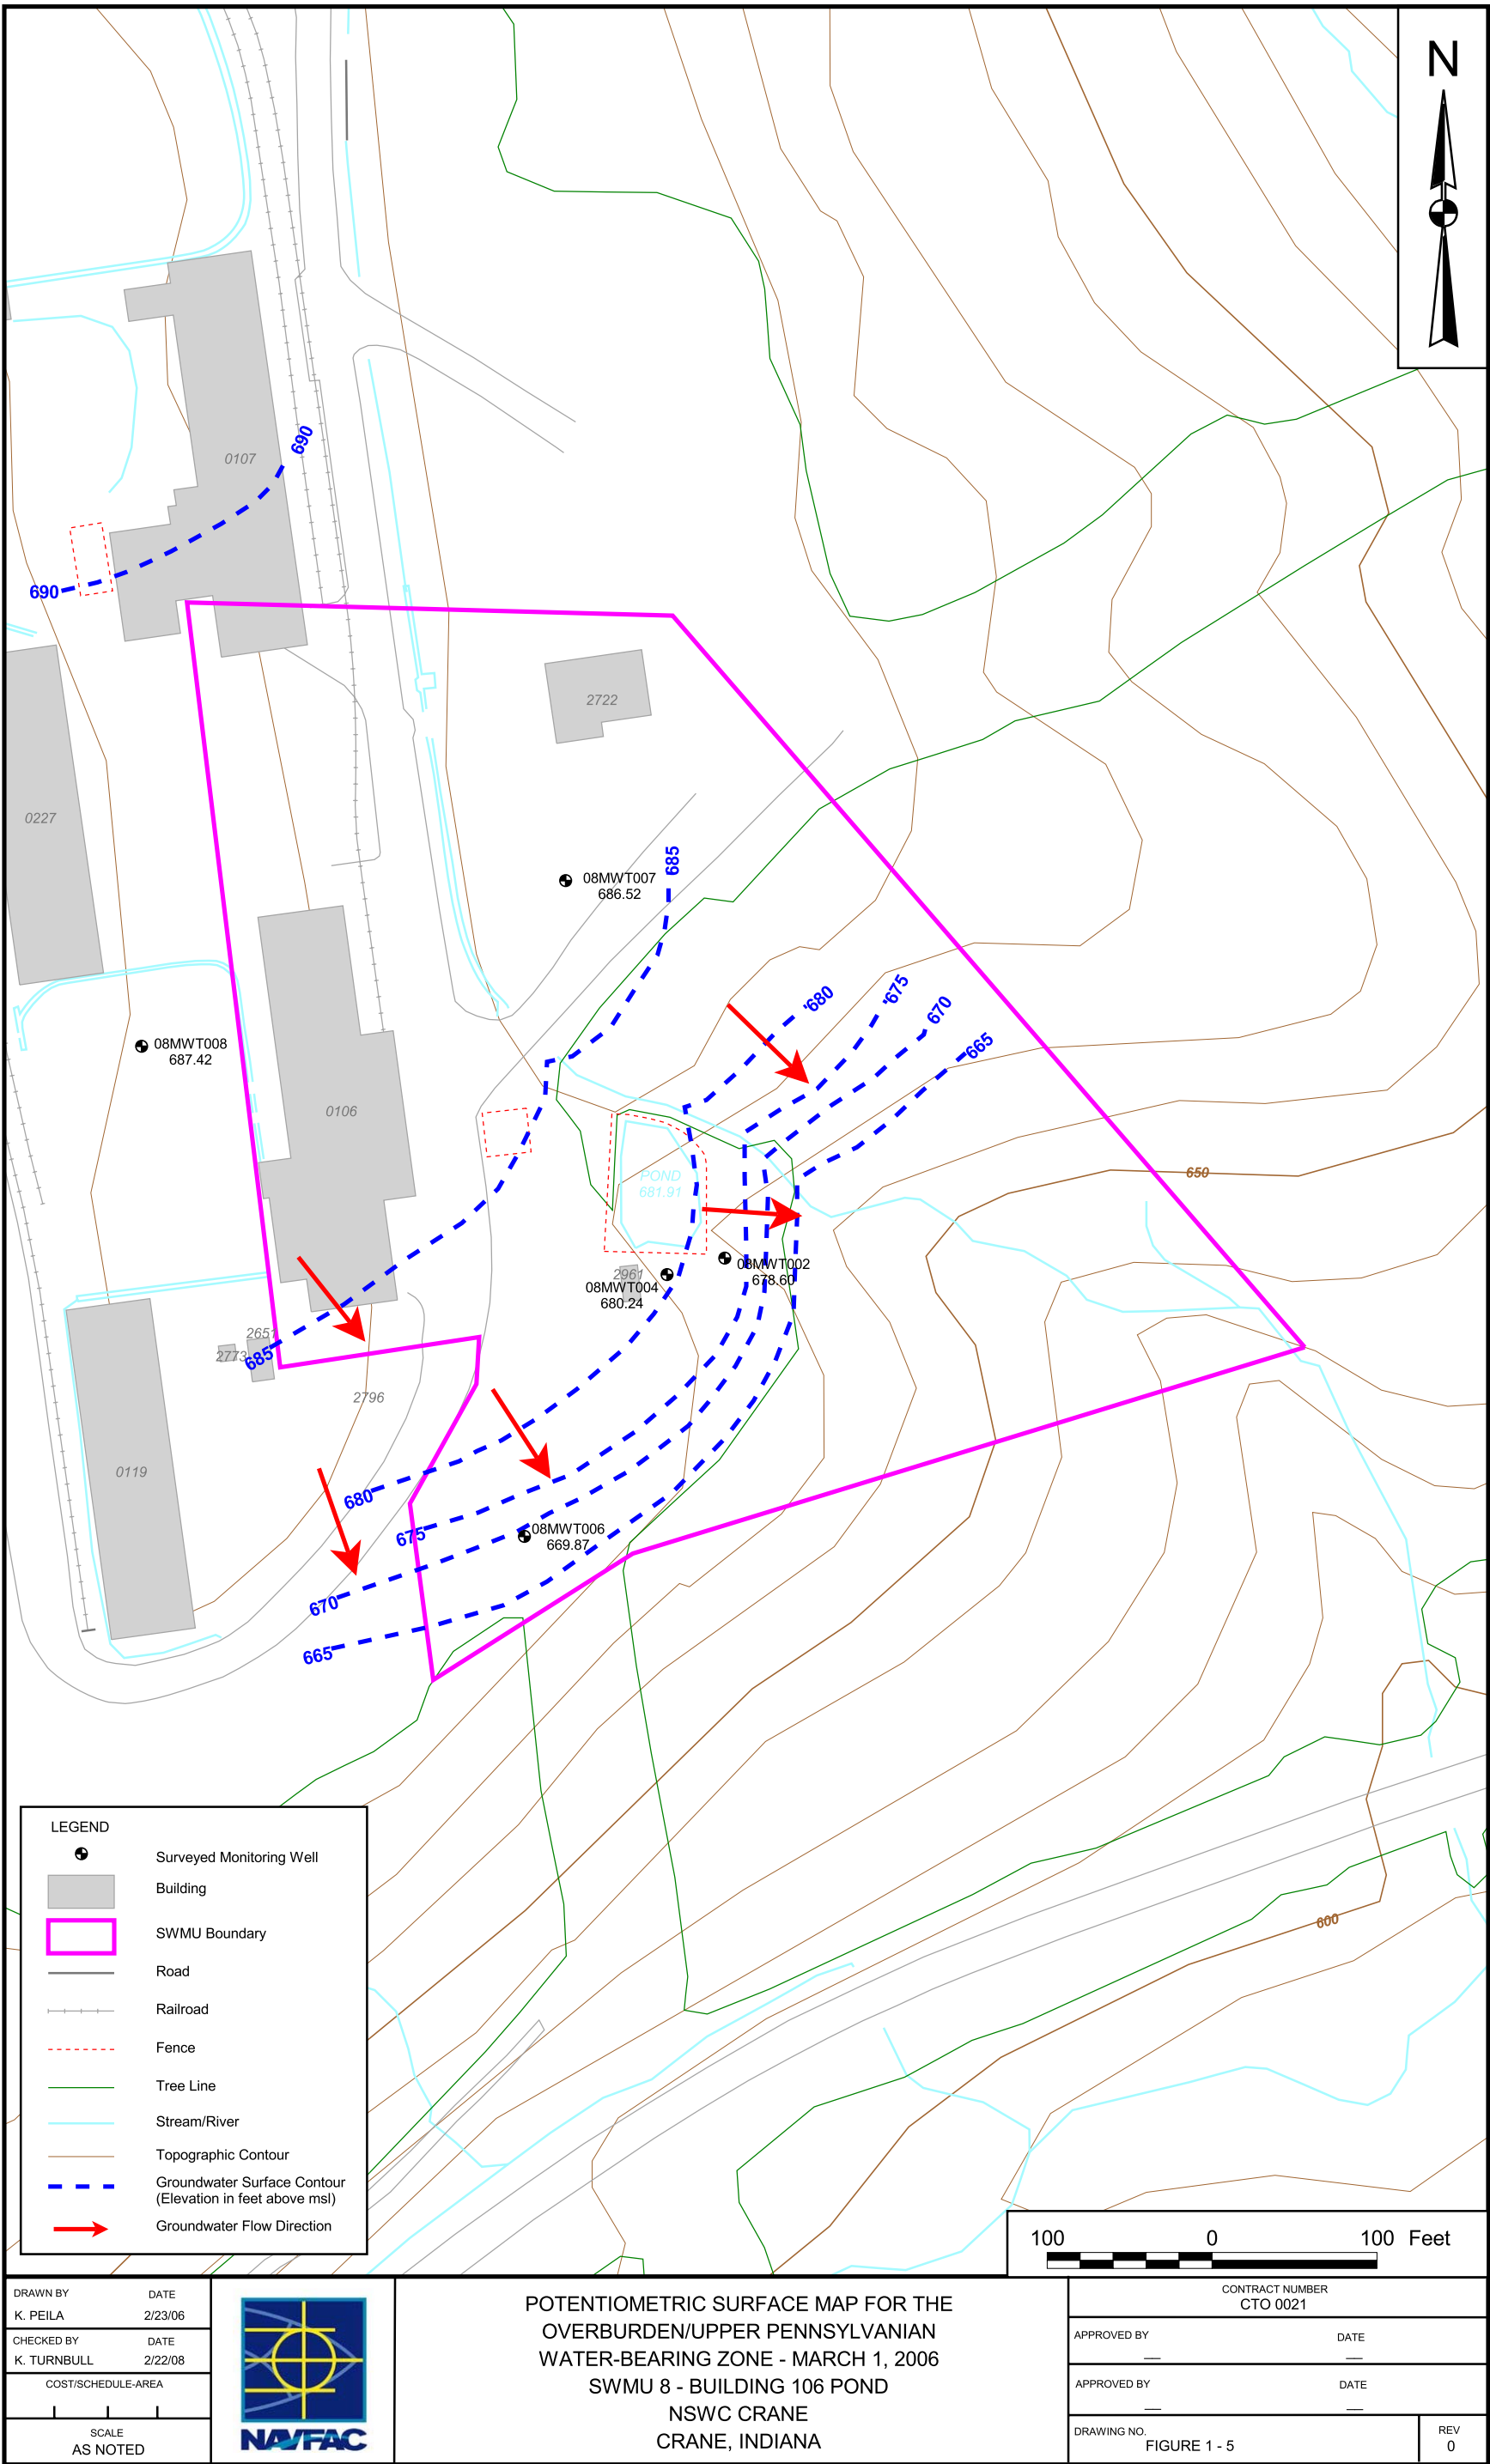 N
690
0107
690
2722
0227
685
08MWT007
686.52
680
675
670
665
08MWT008
687.42
0106
POND
681.91
650
08MWT002
678.60
2961
08MWT004
680.24
2651
2773
685
2796
0119
680
675
08MWT006
669.87
670
665
600
LEGEND
Surveyed Monitoring Well
Building
SWMU Boundary
Road
Railroad
Fence
Tree Line
Stream/River
Topographic Contour
Groundwater Surface Contour
(Elevation in feet above msl)
Groundwater Flow Direction
100 0 100 Feet
DRAWN BY DATE
K. PEILA 2/23/06
CHECKED BY DATE
K. TURNBULL 2/22/08
COST/SCHEDULE-AREA
SCALE
AS NOTED
NAVFAC
POTENTIOMETRIC SURFACE MAP FOR THE
OVERBURDEN/UPPER PENNSYLVANIAN
WATER-BEARING ZONE - MARCH 1, 2006
SWMU 8 - BUILDING 106 POND
NSWC CRANE
CRANE, INDIANA
CONTRACT NUMBER
CTO 0021
APPROVED BY DATE
__ __
APPROVED BY DATE
__ __
DRAWING NO.
FIGURE 1 - 5
REV
0